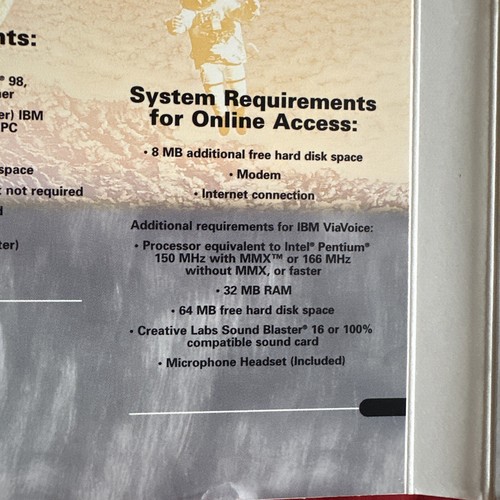 nts:
® 98,
er) IBM
PC
space
not required
System Requirements
for Online Access:
• 8 MB additional free hard disk space
• Modem
• Internet connection
Additional requirements for IBM ViaVoice:
• Processor equivalent to Intel® Pentium®
150 MHz with MMX™ or 166 MHz
without MMX, or faster
• 32 MB RAM
• 64 MB free hard disk space
• Creative Labs Sound Blaster® 16 or 100%
compatible sound card
• Microphone Headset (Included)